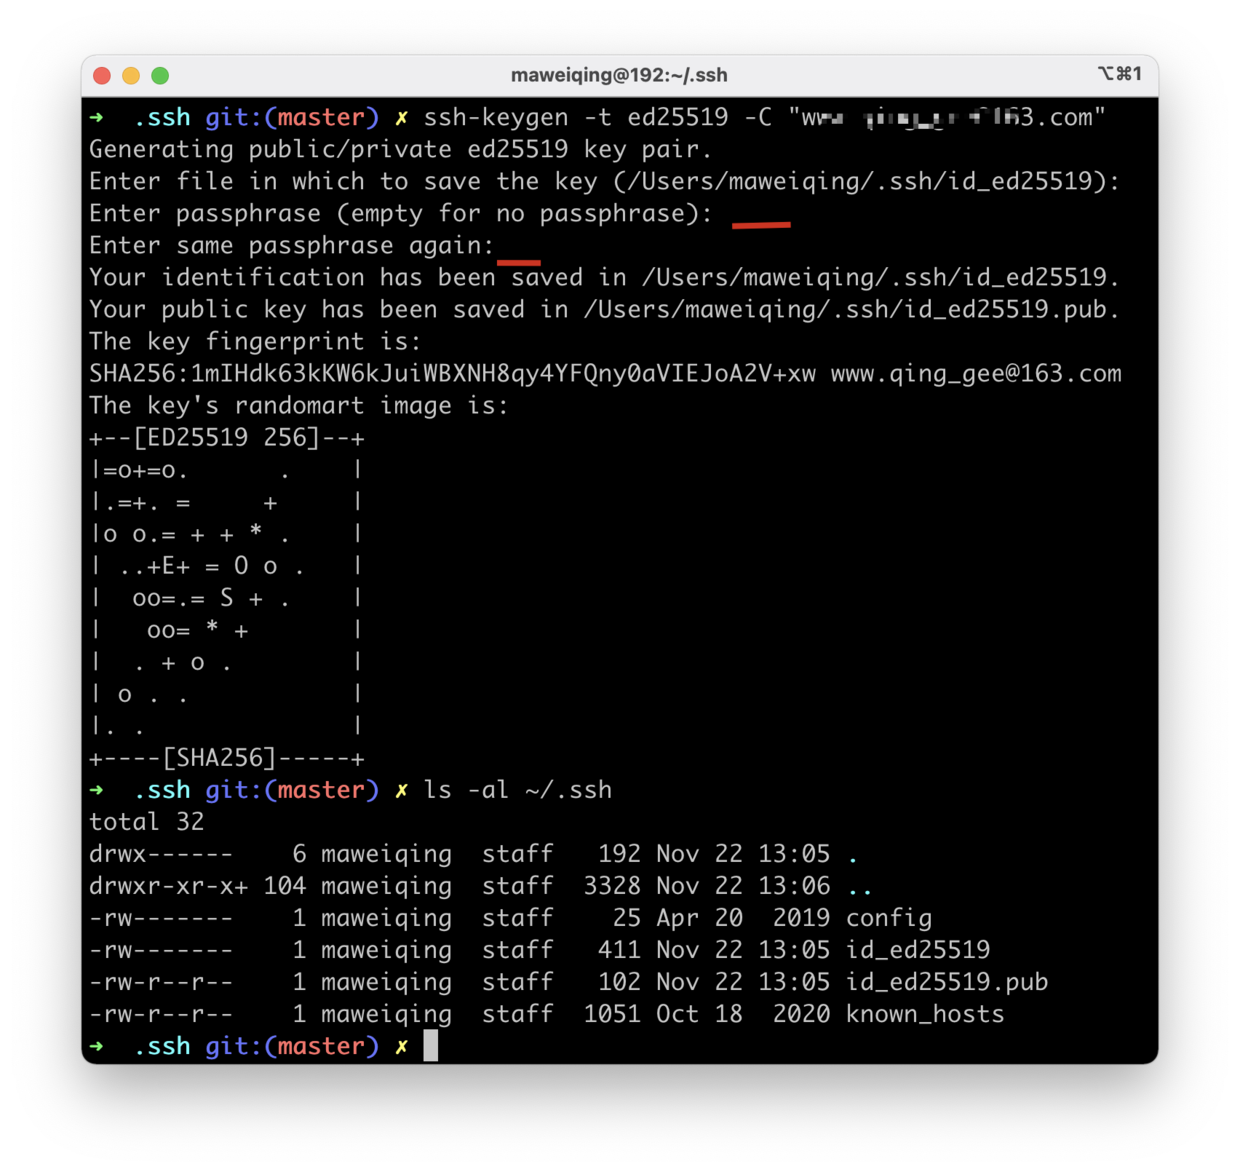 maweiqing@192:~/.ssh
⌥⌘1
➜  .ssh git:(master) ✗ ssh-keygen -t ed25519 -C "ww 3.com"
Generating public/private ed25519 key pair.
Enter file in which to save the key (/Users/maweiqing/.ssh/id_ed25519):
Enter passphrase (empty for no passphrase):
Enter same passphrase again:
Your identification has been saved in /Users/maweiqing/.ssh/id_ed25519.
Your public key has been saved in /Users/maweiqing/.ssh/id_ed25519.pub.
The key fingerprint is:
SHA256:1mIHdk63kKW6kJuiWBXNH8qy4YFQny0aVIEJoA2V+xw www.qing_gee@163.com
The key's randomart image is:
+--[ED25519 256]--+
|=o+=o.      .    |
|.=+. =     +     |
|o o.= + + * .    |
| ..+E+ = O o .   |
|  oo=.= S + .    |
|   oo= * +       |
|  . + o .        |
| o . .           |
|. .              |
+----[SHA256]-----+
➜  .ssh git:(master) ✗ ls -al ~/.ssh
total 32
drwx------    6 maweiqing  staff   192 Nov 22 13:05 .
drwxr-xr-x+ 104 maweiqing  staff  3328 Nov 22 13:06 ..
-rw-------    1 maweiqing  staff    25 Apr 20  2019 config
-rw-------    1 maweiqing  staff   411 Nov 22 13:05 id_ed25519
-rw-r--r--    1 maweiqing  staff   102 Nov 22 13:05 id_ed25519.pub
-rw-r--r--    1 maweiqing  staff  1051 Oct 18  2020 known_hosts
➜  .ssh git:(master) ✗